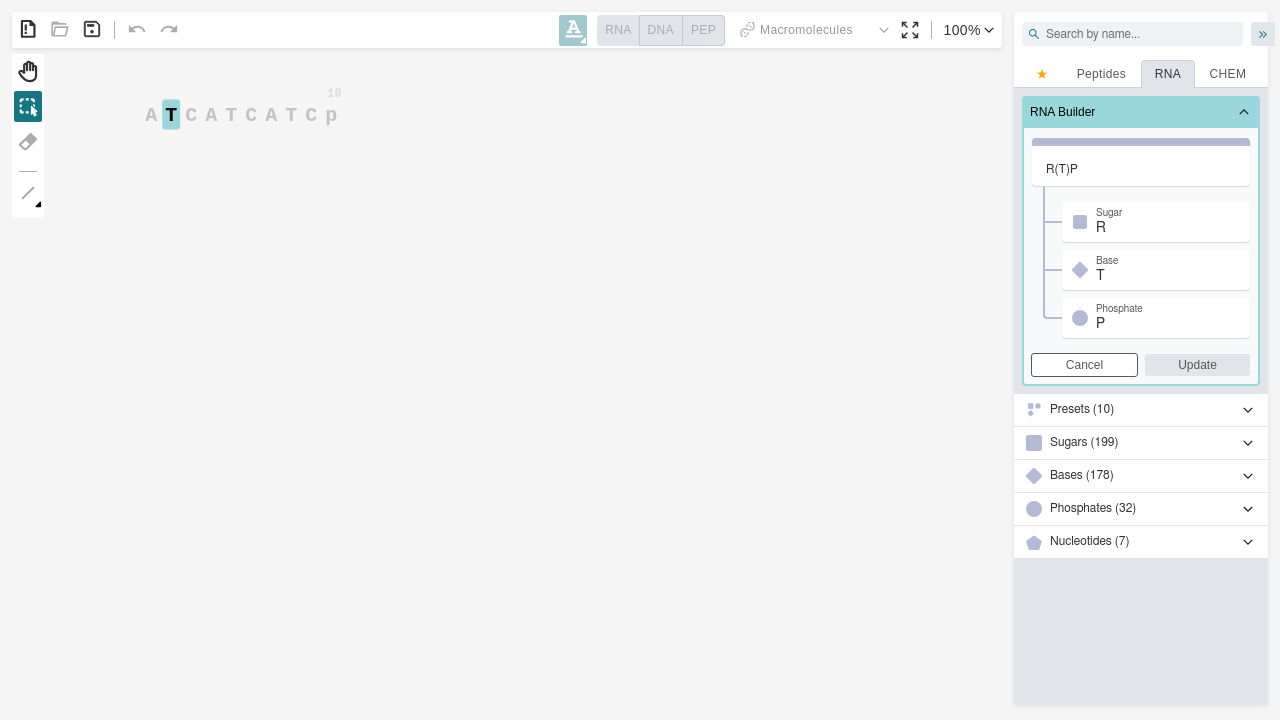 A RNA DNA PEP Macromolecules 100%
10
A T C A T C A T C p
Search by name... »
★ Peptides RNA CHEM
RNA Builder
R(T)P
Sugar
R
Base
T
Phosphate
P
Cancel Update
Presets (10)
Sugars (199)
Bases (178)
Phosphates (32)
Nucleotides (7)